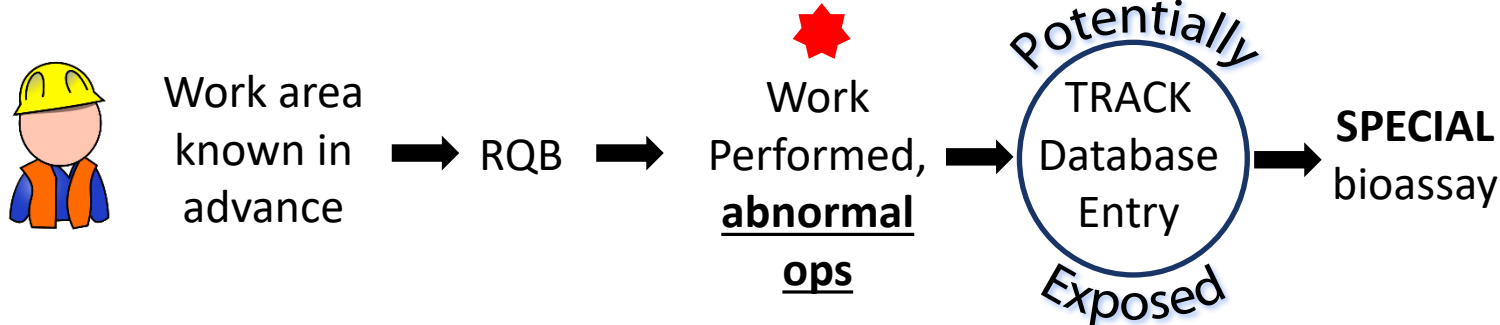 Work area
known in
advance
RQB
Work
Performed,
abnormal
ops
Potentially
TRACK
Database
Entry
Exposed
SPECIAL
bioassay